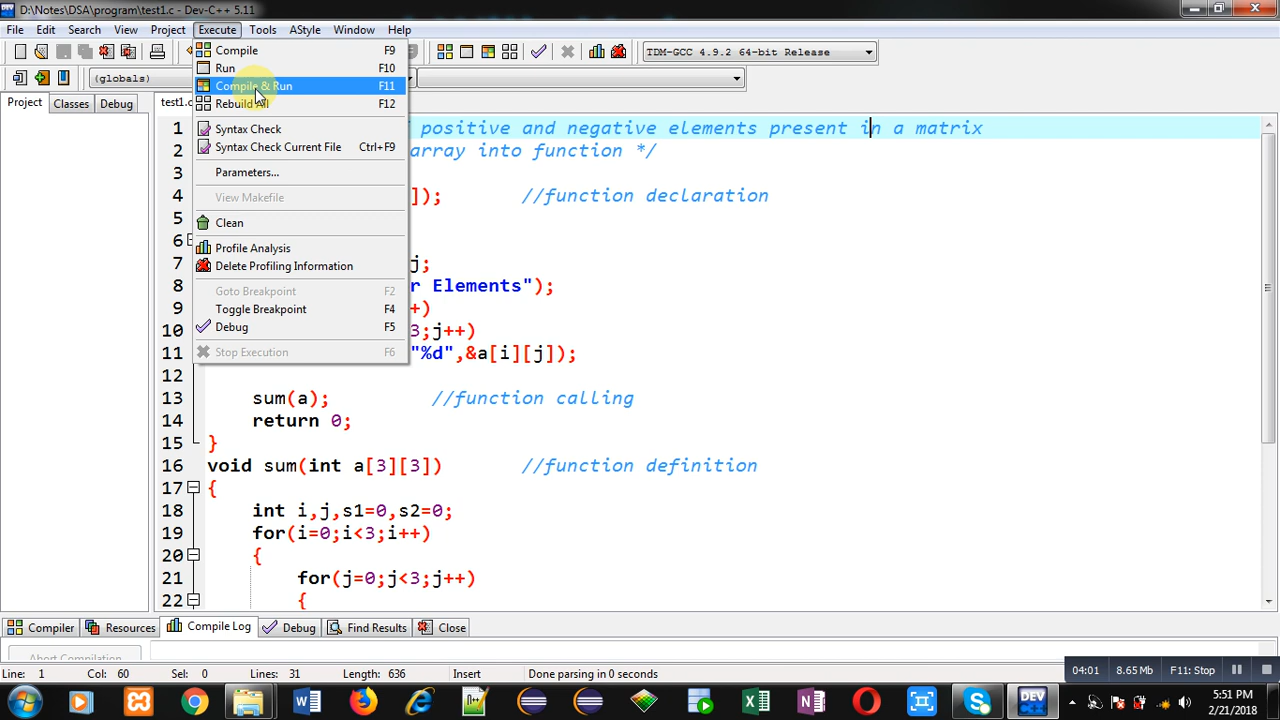 D:\Notes\DSA\program\test1.c - Dev-C++ 5.11
File Edit Search View Project Execute Tools AStyle Window Help
TDM-GCC 4.9.2 64-bit Release
(globals)
Project Classes Debug test1.c
Compile F9
Run F10
Compile & Run F11
Rebuild All F12
Syntax Check
Syntax Check Current File Ctrl+F9
Parameters...
View Makefile
Clean
Profile Analysis
Delete Profiling Information
Goto Breakpoint F2
Toggle Breakpoint F4
Debug F5
Stop Execution F6
1 positive and negative elements present in a matrix
2 array into function */
3
4 ]); //function declaration
5
6
7 j;
8 r Elements");
9 +)
10 3;j++)
11 "%d",&a[i][j]);
12
13 sum(a); //function calling
14 return 0;
15 }
16 void sum(int a[3][3]) //function definition
17 {
18 int i,j,s1=0,s2=0;
19 for(i=0;i<3;i++)
20 {
21 for(j=0;j<3;j++)
22 {
Compiler Resources Compile Log Debug Find Results Close
Abort Compilation
Line: 1 Col: 60 Sel: 0 Lines: 31 Length: 636 Insert Done parsing in 0 seconds
04:01 8.65 Mb F11: Stop
DEV
5:51 PM
2/21/2018